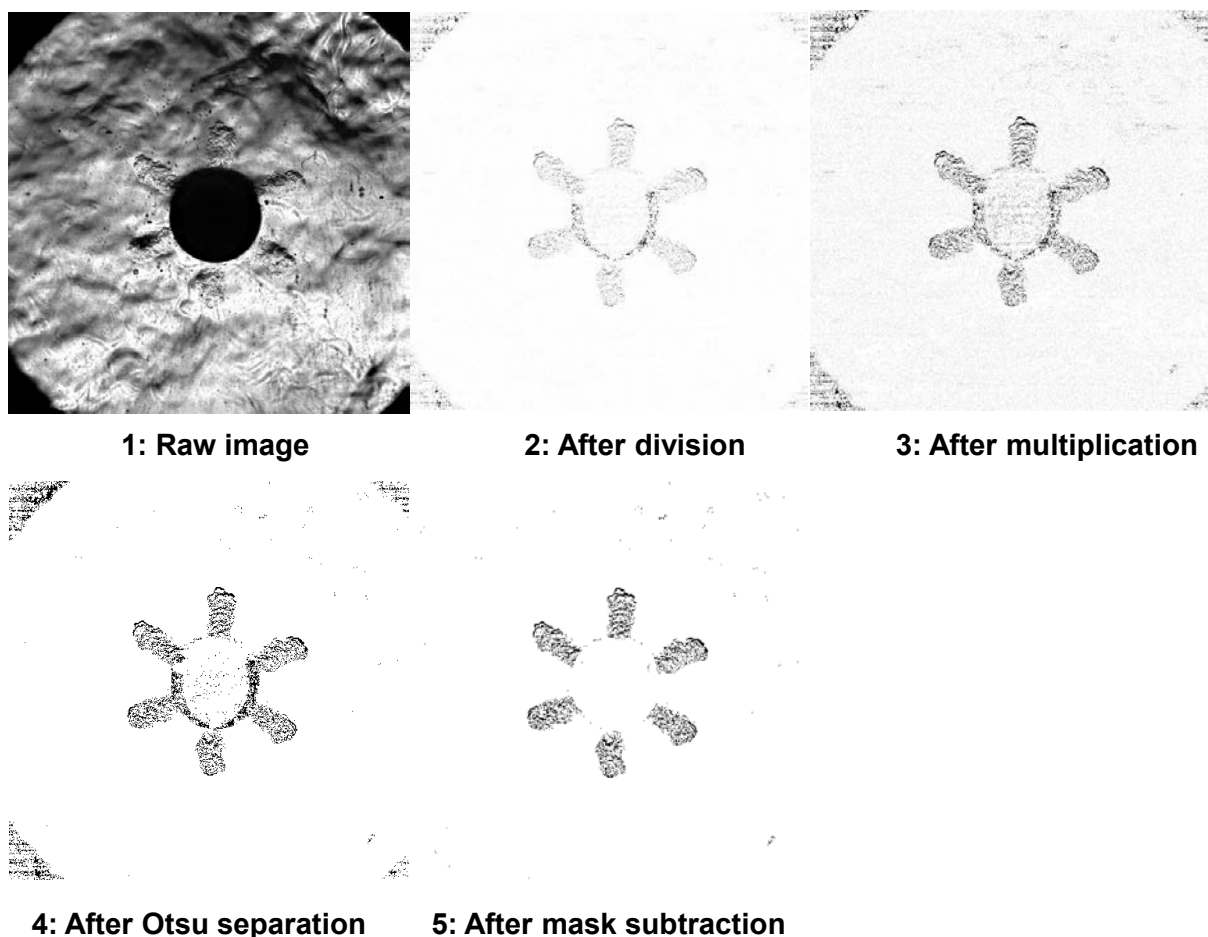 1: Raw image
2: After division
3: After multiplication
4: After Otsu separation
5: After mask subtraction